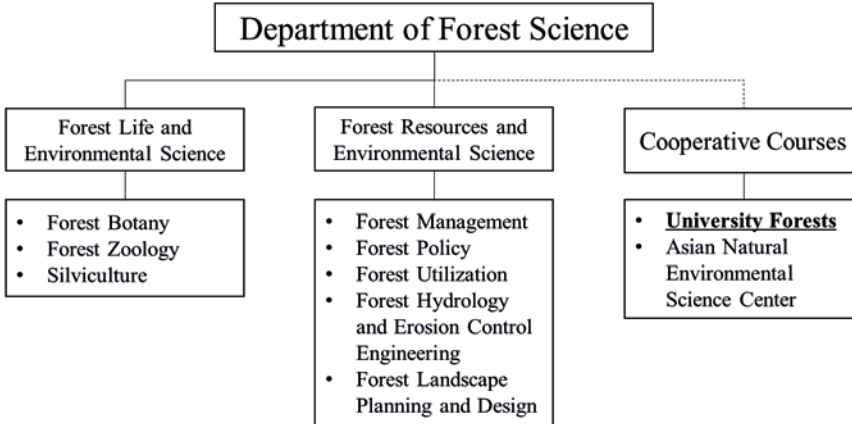 Department of Forest Science
Forest Life and
Environmental Science
Forest Resources and
Environmental Science
Cooperative Courses
• Forest Botany
• Forest Zoology
• Silviculture
• Forest Management
• Forest Policy
• Forest Utilization
• Forest Hydrology
and Erosion Control
Engineering
• Forest Landscape
Planning and Design
• University Forests
• Asian Natural
Environmental
Science Center